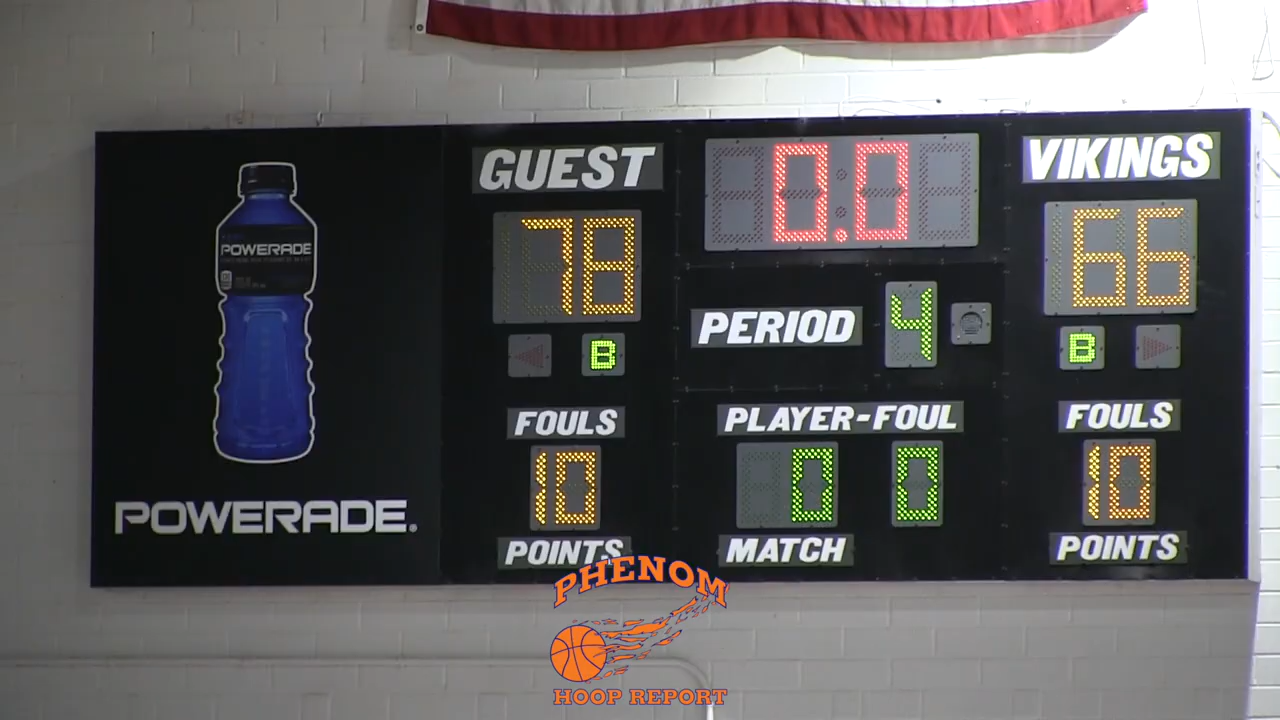 GUEST
VIKINGS
0.0
78
66
POWERADE
PERIOD 4
B
B
FOULS
PLAYER-FOUL
FOULS
10
0
0
10
POWERADE.
POINTS
MATCH
POINTS
PHENOM
HOOP REPORT